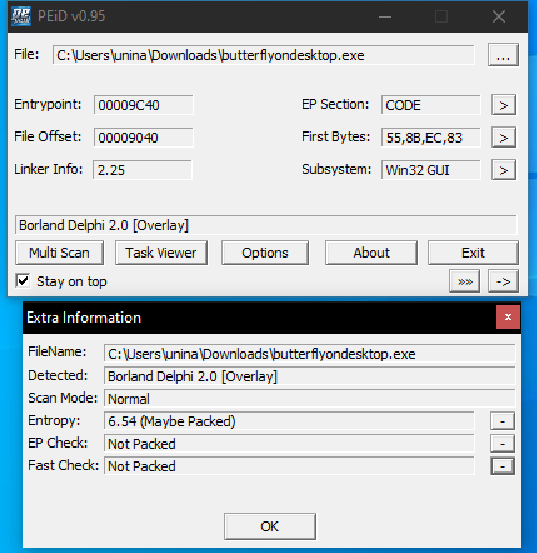 PEiD v0.95
File: C:\Users\unina\Downloads\butterflyondesktop.exe ...
Entrypoint: 00009C40 EP Section: CODE >
File Offset: 00009040 First Bytes: 55,8B,EC,83 >
Linker Info: 2.25 Subsystem: Win32 GUI >
Borland Delphi 2.0 [Overlay]
Multi Scan Task Viewer Options About Exit
Stay on top »» ->
Extra Information x
FileName: C:\Users\unina\Downloads\butterflyondesktop.exe
Detected: Borland Delphi 2.0 [Overlay]
Scan Mode: Normal
Entropy: 6.54 (Maybe Packed) -
EP Check: Not Packed -
Fast Check: Not Packed -
OK